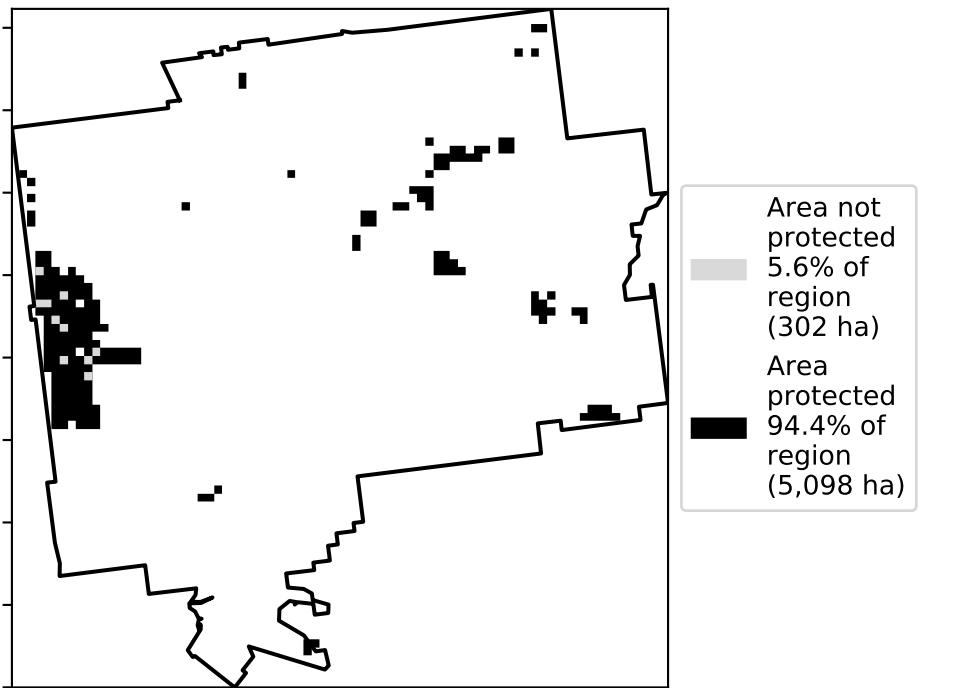 Area not
protected
5.6% of
region
(302 ha)
Area
protected
94.4% of
region
(5,098 ha)